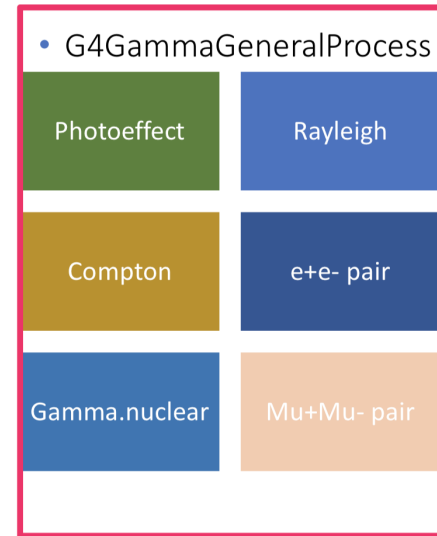 • G4GammaGeneralProcess
Photoeffect
Rayleigh
Compton
e+e- pair
Gamma.nuclear
Mu+Mu- pair